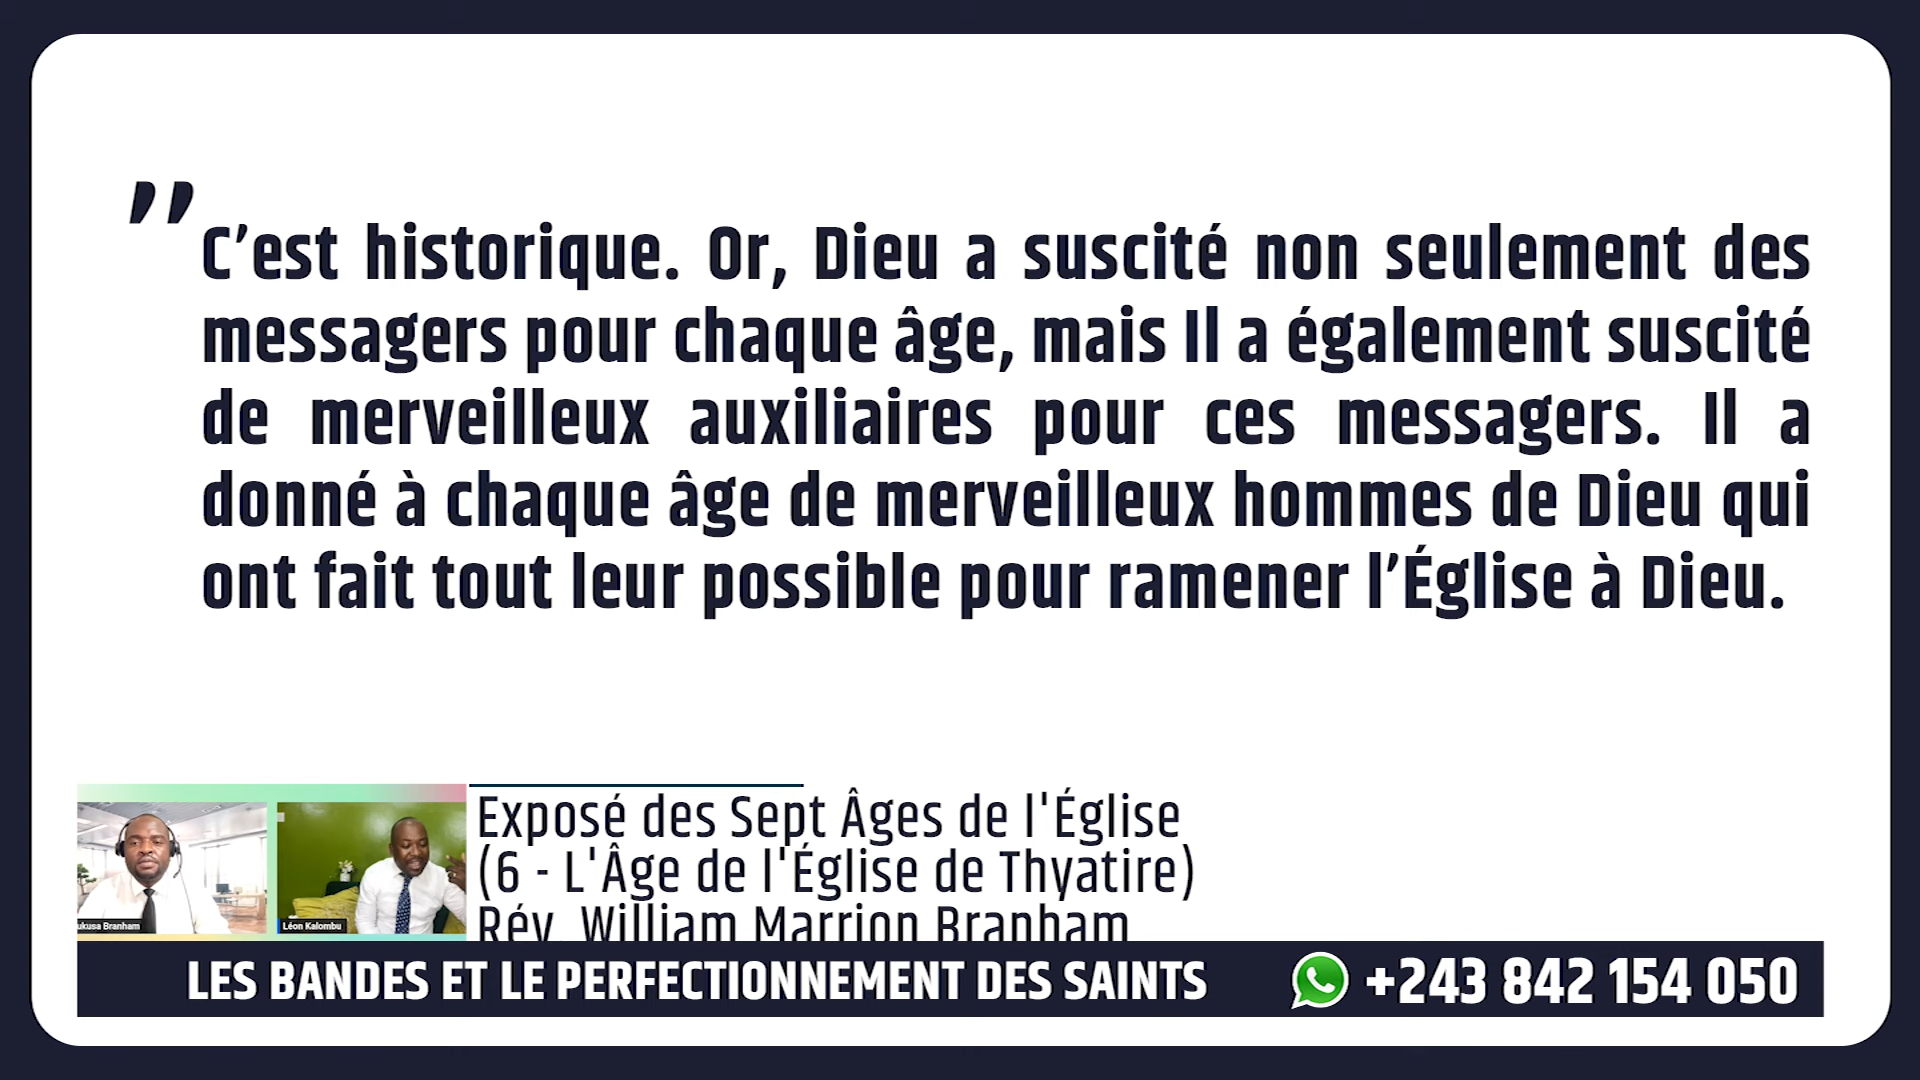 ”
C’est historique. Or, Dieu a suscité non seulement des
messagers pour chaque âge, mais Il a également suscité
de merveilleux auxiliaires pour ces messagers. Il a
donné à chaque âge de merveilleux hommes de Dieu qui
ont fait tout leur possible pour ramener l’Église à Dieu.
Exposé des Sept Âges de l'Église
(6 - L'Âge de l'Église de Thyatire)
Rév. William Marrion Branham
ukusa Branham
Léon Kalombu
LES BANDES ET LE PERFECTIONNEMENT DES SAINTS
+243 842 154 050